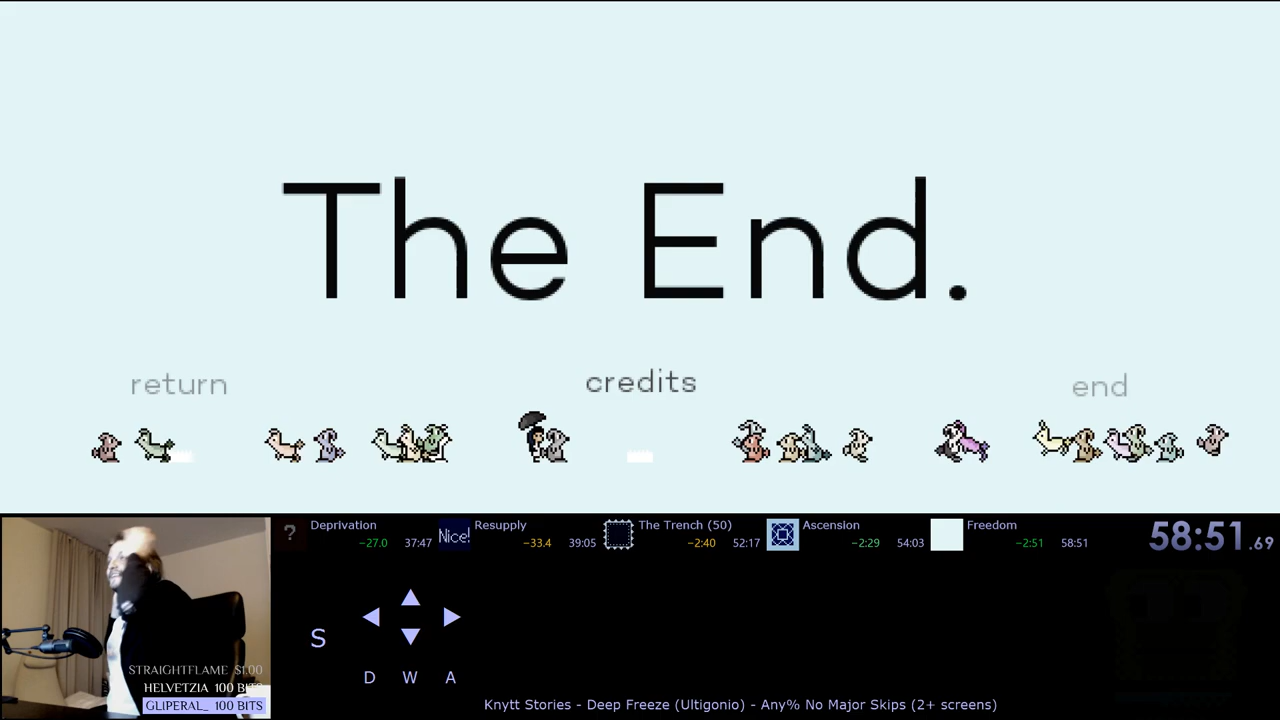 The End.
return
credits
end
?
Deprivation
−27.0 37:47
Nice!
Resupply
−33.4 39:05
The Trench (50)
−2:40 52:17
Ascension
−2:29 54:03
Freedom
−2:51 58:51
58:51.69
S
D W A
STRAIGHTFLAME $1.00
HELVETZIA 100 BITS
GLIPERAL_ 100 BITS
Knytt Stories - Deep Freeze (Ultigonio) - Any% No Major Skips (2+ screens)